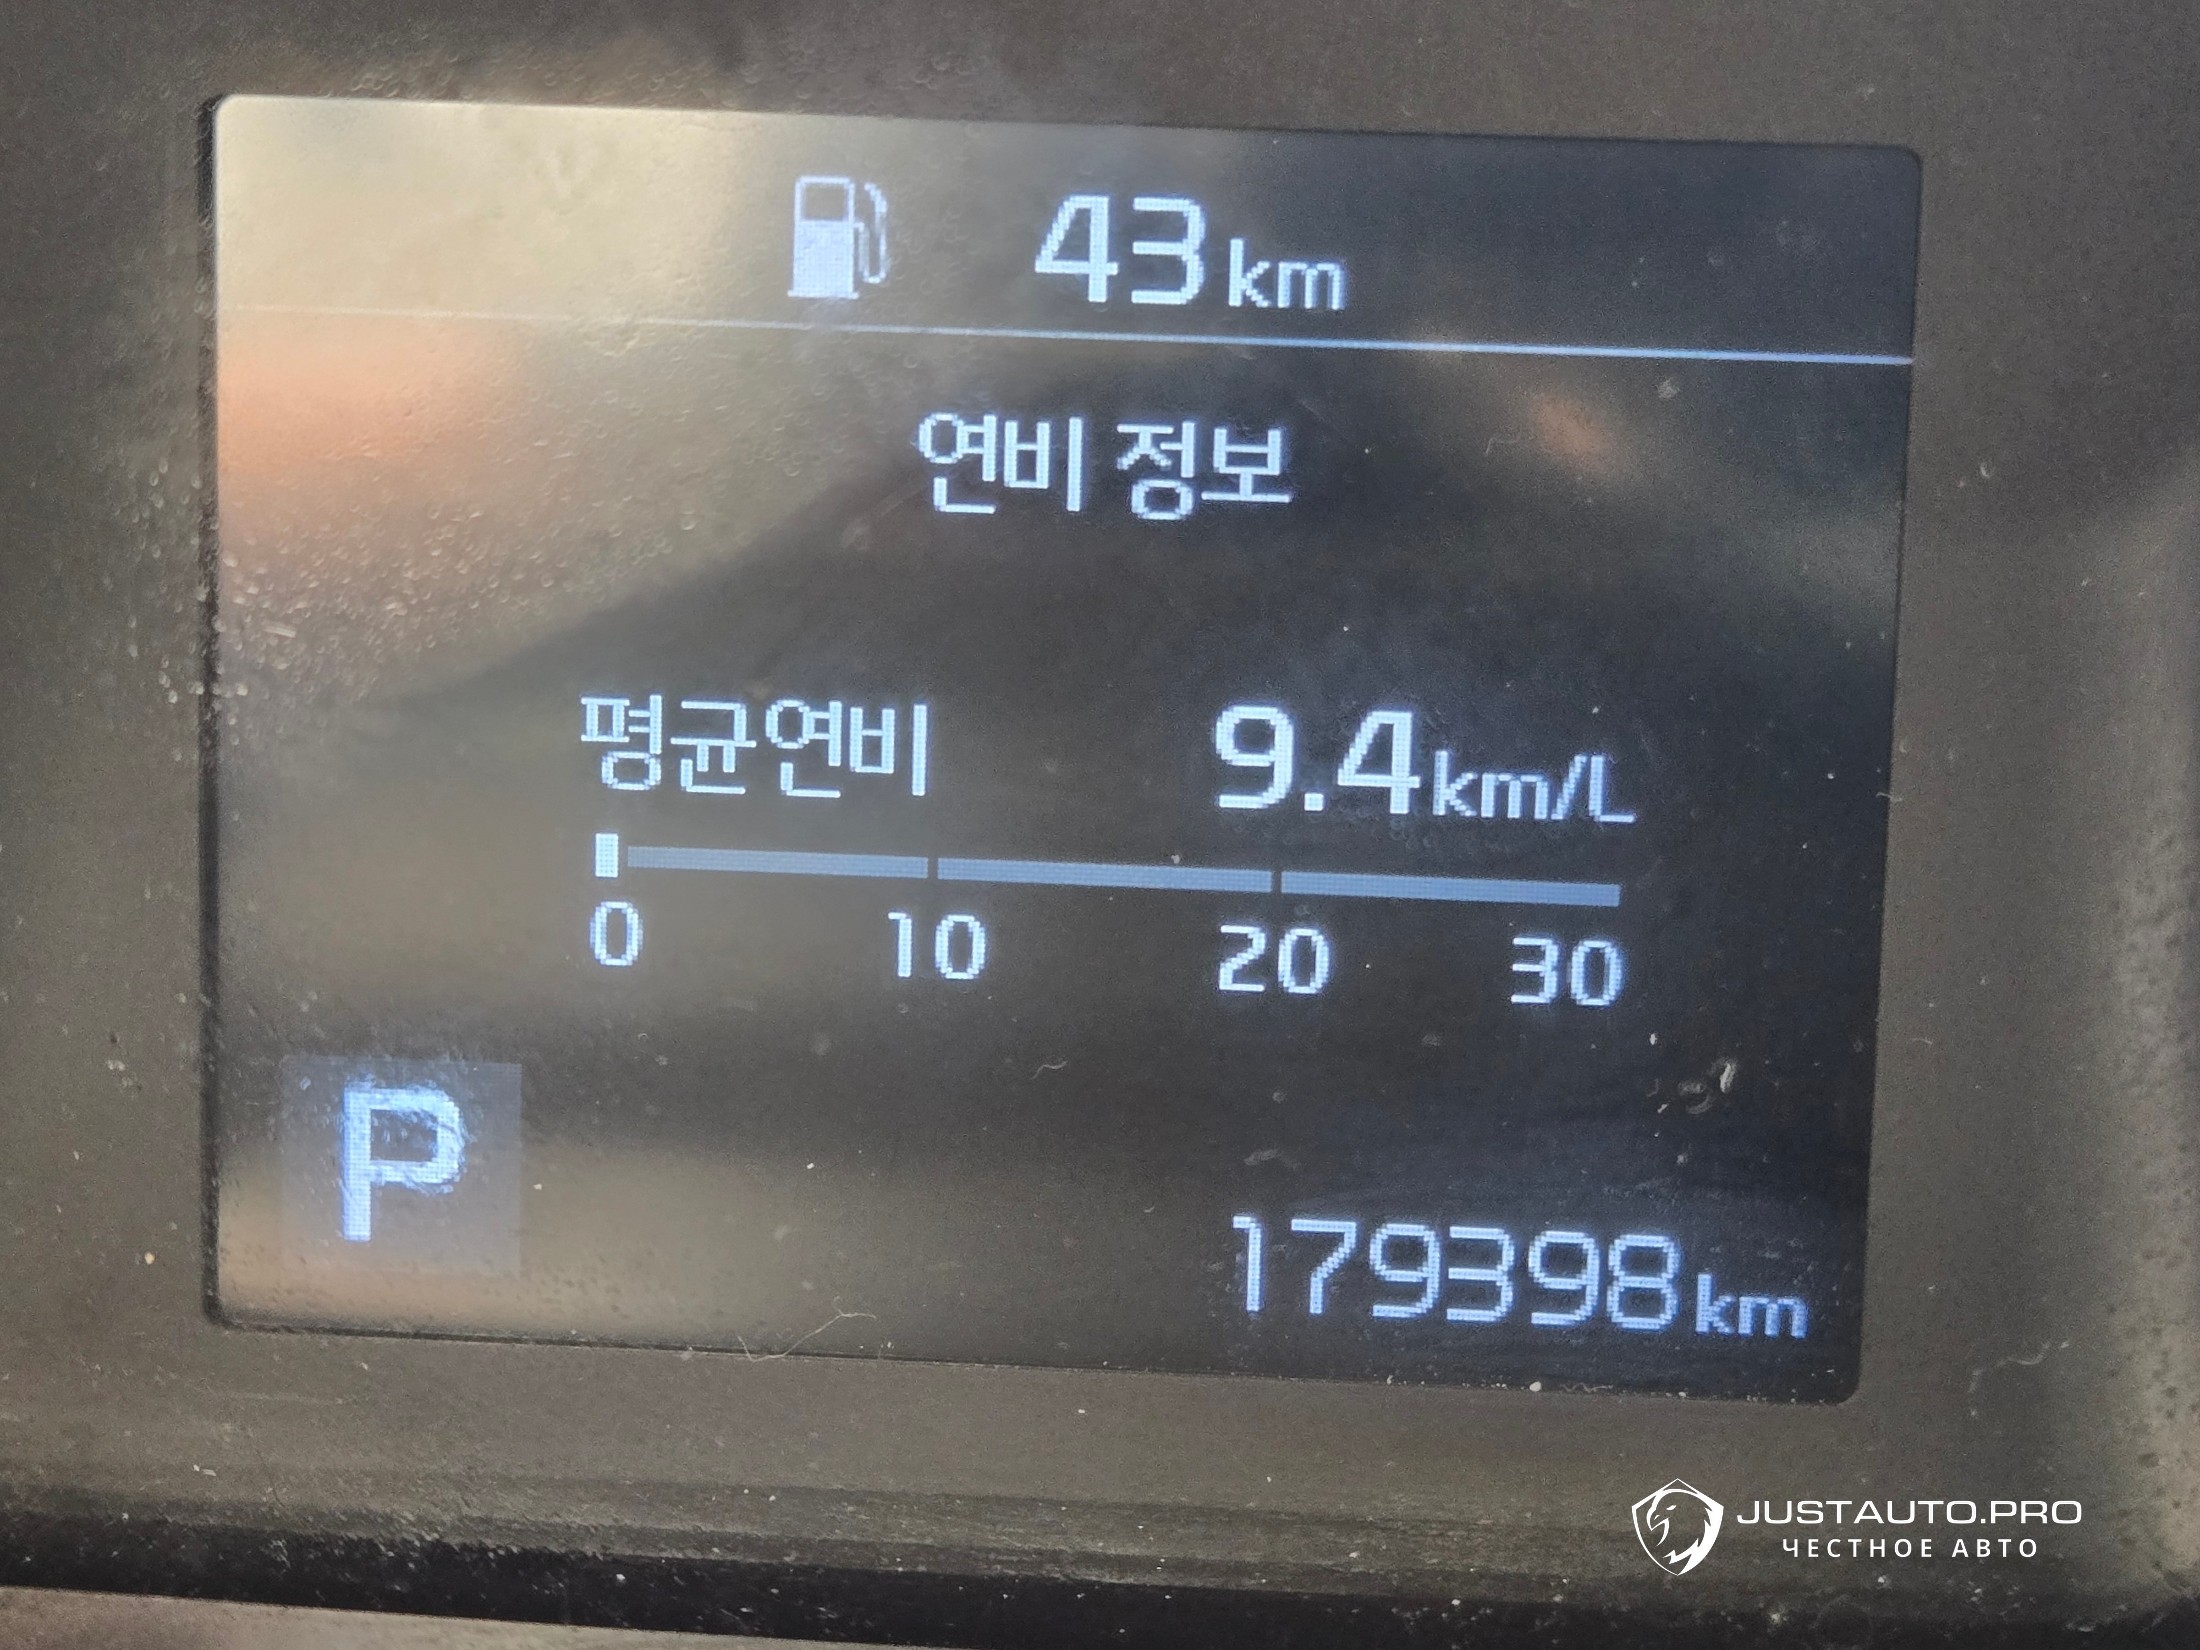 43 km
연비 정보
평균연비 9.4 km/L
0 10 20 30
P
179398 km
JUSTAUTO.PRO
ЧЕСТНОЕ АВТО